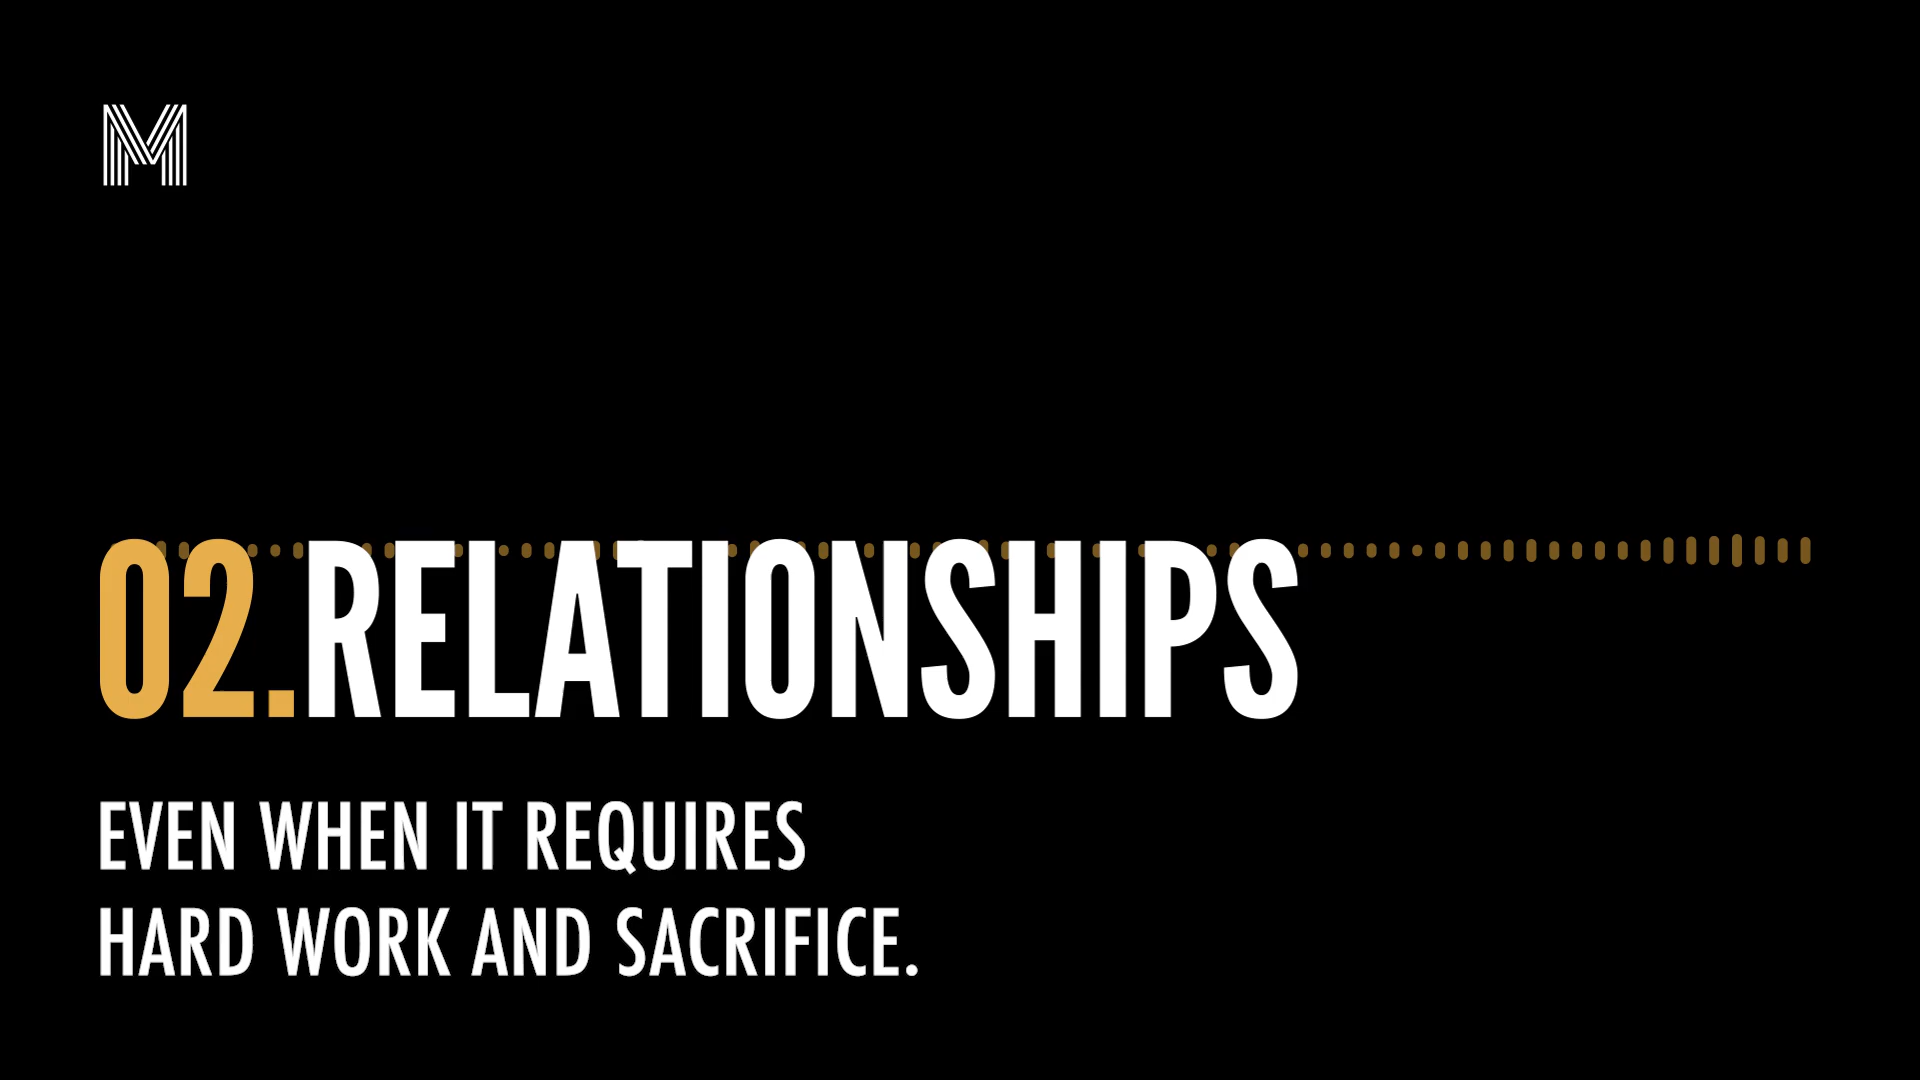 M
02.RELATIONSHIPS
EVEN WHEN IT REQUIRES
HARD WORK AND SACRIFICE.